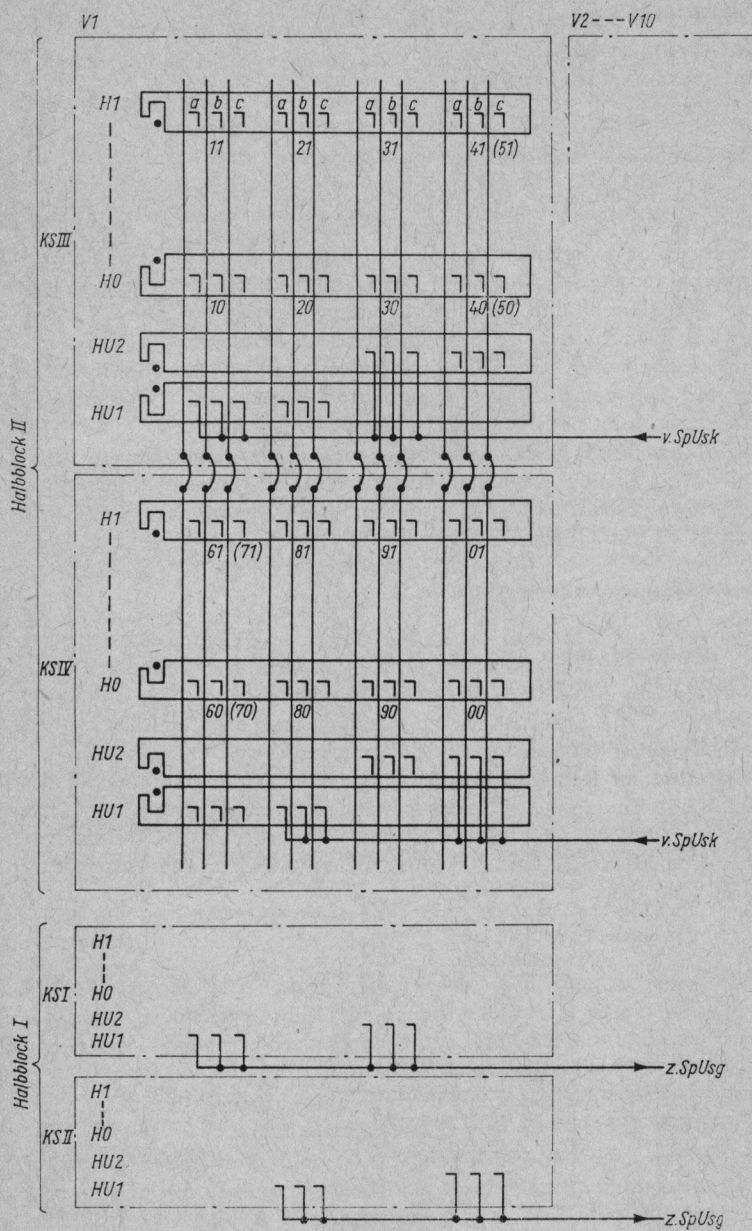 V1
V2 --- V10
H1
a b c a b c a b c a b c
11 21 31 41 (51)
KSIII
H0
10 20 30 40 (50)
HU2
HU1
v.SpUsk
Halbblock II
H1
61 (71) 81 91 01
KSIV
H0
60 (70) 80 90 00
HU2
HU1
v.SpUsk
H1
KSI
H0
HU2
HU1
z.SpUsg
Halbblock I
H1
KSII
H0
HU2
HU1
z.SpUsg